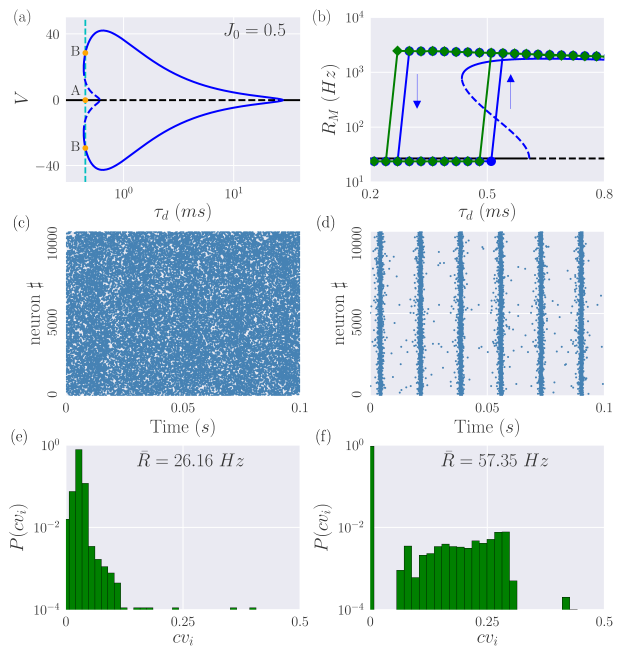 (a)
J₀ = 0.5
40
0
−40
V
B
A
B
10⁰
10¹
τ_d (ms)
(b)
10⁴
10³
10²
10¹
R_M (Hz)
0.2
0.5
0.8
τ_d (ms)
(c)
10000
5000
0
neuron ♯
0
0.05
0.1
Time (s)
(d)
10000
5000
0
neuron ♯
0
0.05
0.1
Time (s)
(e)
R̄ = 26.16 Hz
10⁰
10⁻²
10⁻⁴
P(cv_i)
0
0.25
0.5
cv_i
(f)
R̄ = 57.35 Hz
10⁰
10⁻²
10⁻⁴
P(cv_i)
0
0.25
0.5
cv_i